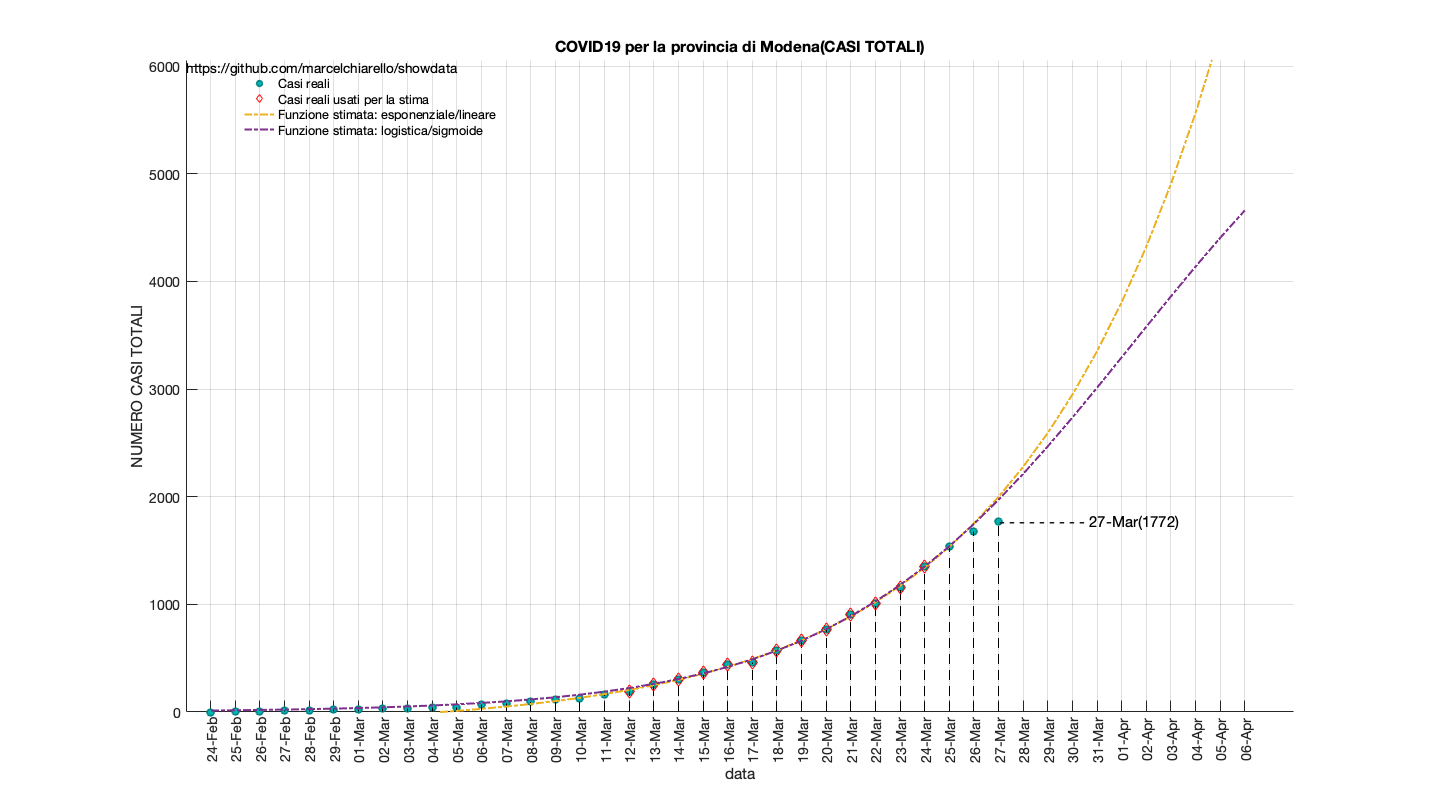 COVID19 per la provincia di Modena(CASI TOTALI)
https://github.com/marcelchiarello/showdata
Casi reali
Casi reali usati per la stima
Funzione stimata: esponenziale/lineare
Funzione stimata: logistica/sigmoide
6000
5000
4000
3000
2000
1000
0
NUMERO CASI TOTALI
27-Mar(1772)
24-Feb
25-Feb
26-Feb
27-Feb
28-Feb
29-Feb
01-Mar
02-Mar
03-Mar
04-Mar
05-Mar
06-Mar
07-Mar
08-Mar
09-Mar
10-Mar
11-Mar
12-Mar
13-Mar
14-Mar
15-Mar
16-Mar
17-Mar
18-Mar
19-Mar
20-Mar
21-Mar
22-Mar
23-Mar
24-Mar
25-Mar
26-Mar
27-Mar
28-Mar
29-Mar
30-Mar
31-Mar
01-Apr
02-Apr
03-Apr
04-Apr
05-Apr
06-Apr
data